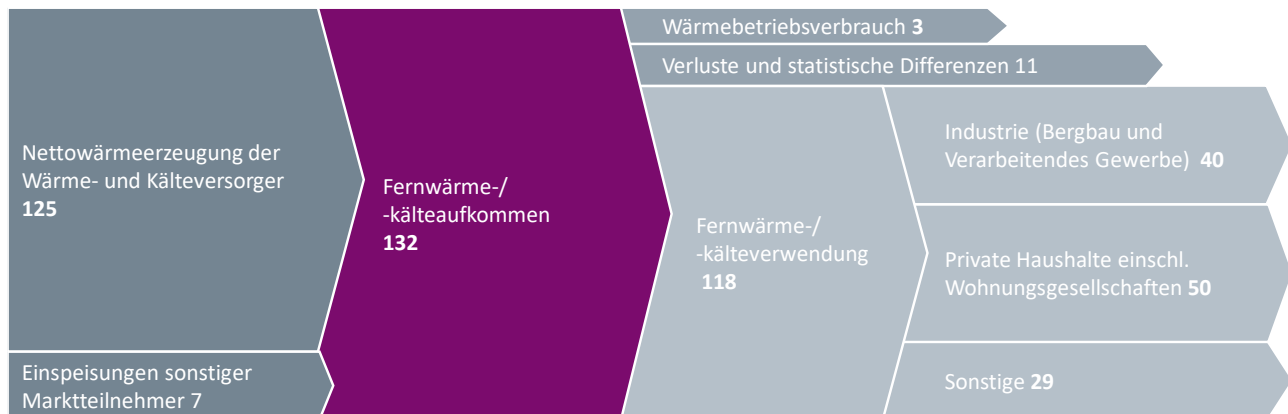 Nettowärmeerzeugung der
Wärme- und Kälteversorger
125
Einspeisungen sonstiger
Marktteilnehmer 7
Fernwärme-/
-kälteaufkommen
132
Wärmebetriebsverbrauch 3
Verluste und statistische Differenzen 11
Fernwärme-/
-kälteverwendung
118
Industrie (Bergbau und
Verarbeitendes Gewerbe) 40
Private Haushalte einschl.
Wohnungsgesellschaften 50
Sonstige 29